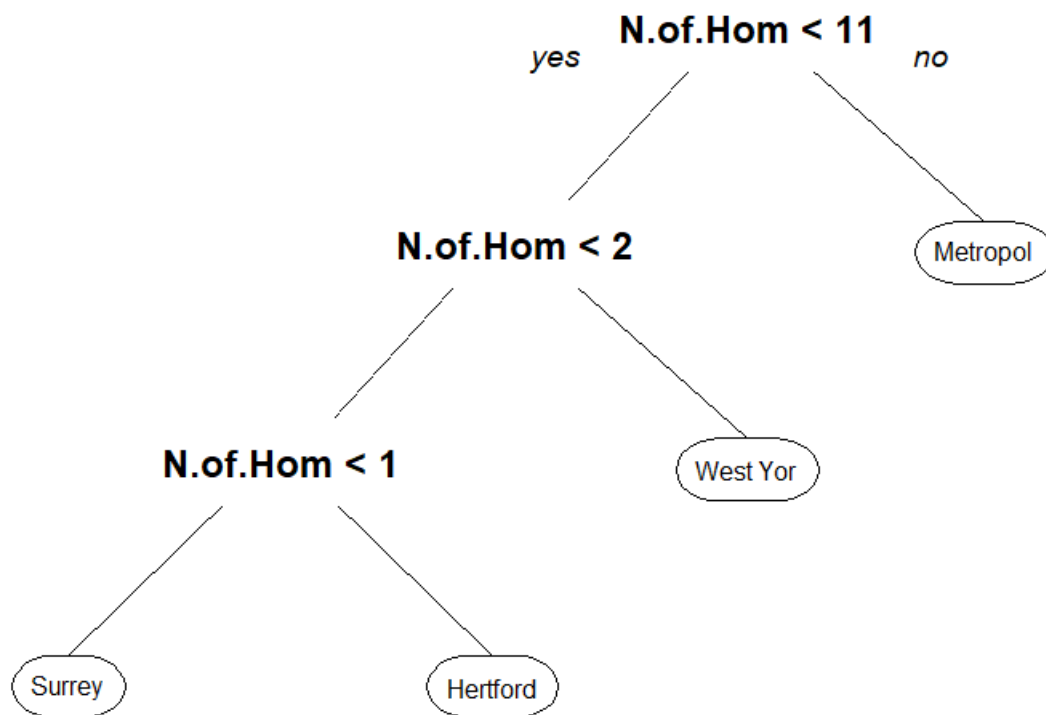 N.of.Hom < 11
yes
no
N.of.Hom < 2
Metropol
N.of.Hom < 1
West Yor
Surrey
Hertford